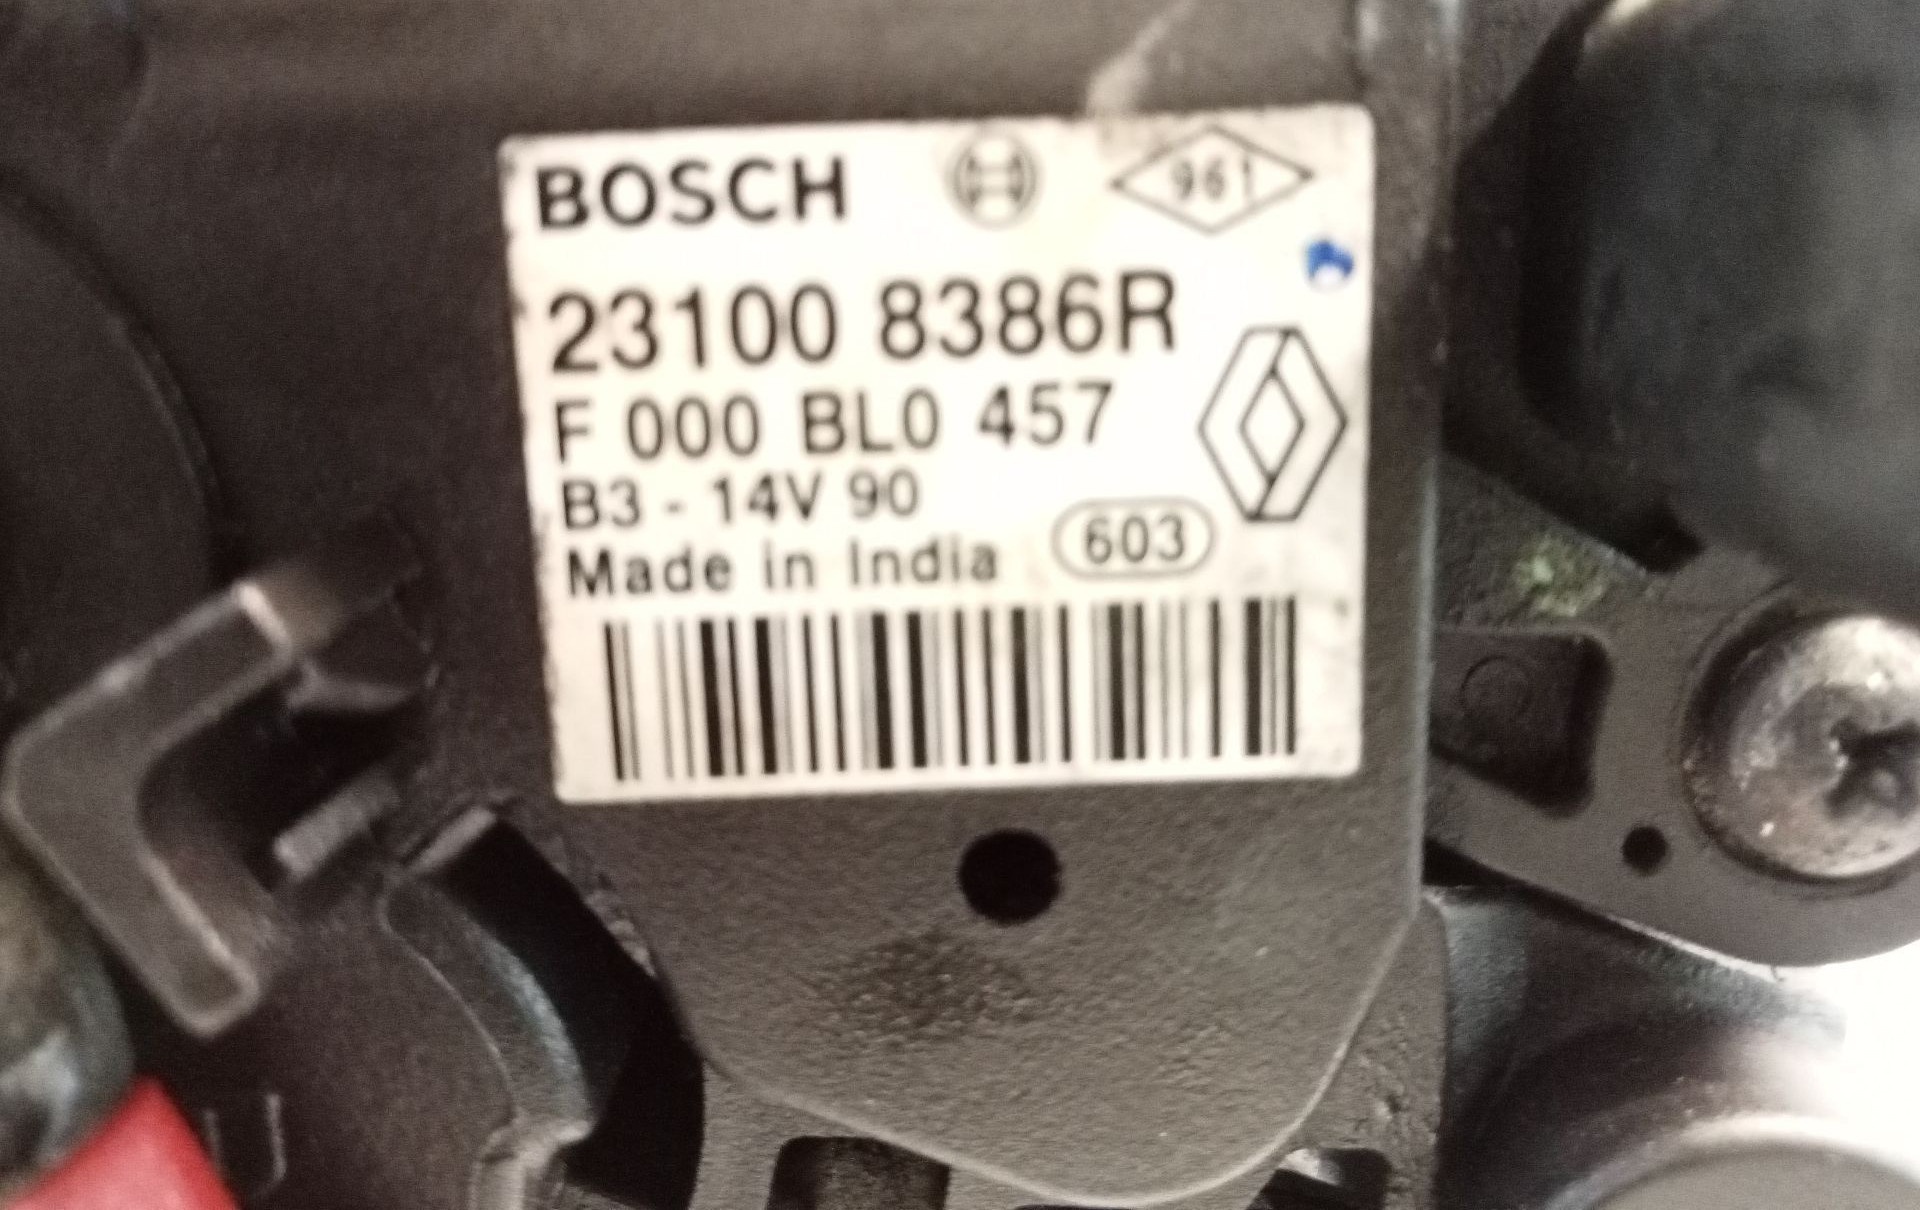 BOSCH 961
23100 8386R
F 000 BL0 457
B3 - 14V 90
Made in India 603